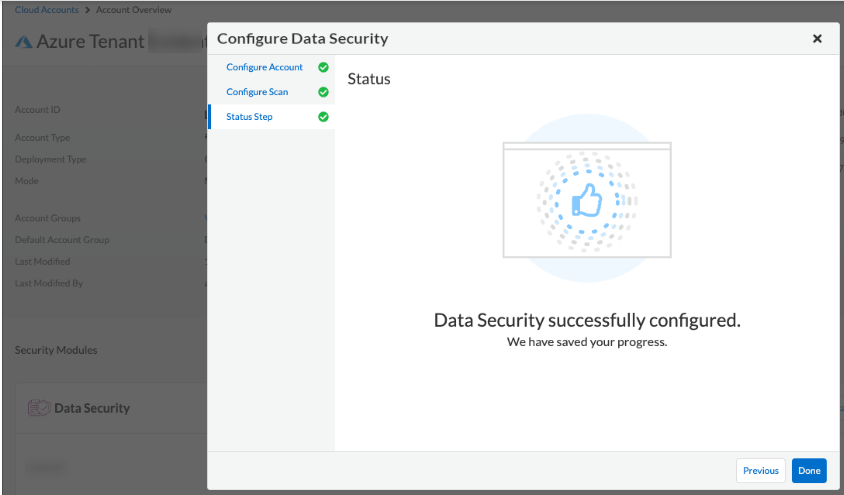 Cloud Accounts > Account Overview
Azure Tenant
Configure Data Security
Configure Account
Configure Scan
Status Step
Status
Account ID
Account Type
Deployment Type
Mode
Account Groups
Default Account Group
Last Modified
Last Modified By
Data Security successfully configured.
We have saved your progress.
Security Modules
Data Security
Previous
Done